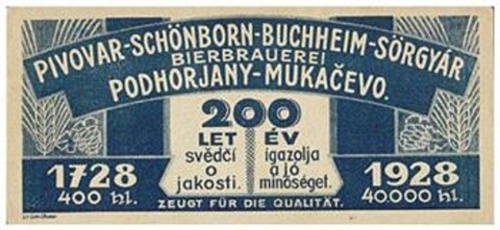 PIVOVAR-SCHÖNBORN-BUCHHEIM-SÖRGYÁR
BIERBRAUEREI
PODHORJANY-MUKAČEVO.
200
LET ÉV
svědčí igazolja
o a jó
jakosti. minőséget.
1728 1928
400 hl. 40.000 hl.
ZEUGT FÜR DIE QUALITÄT.